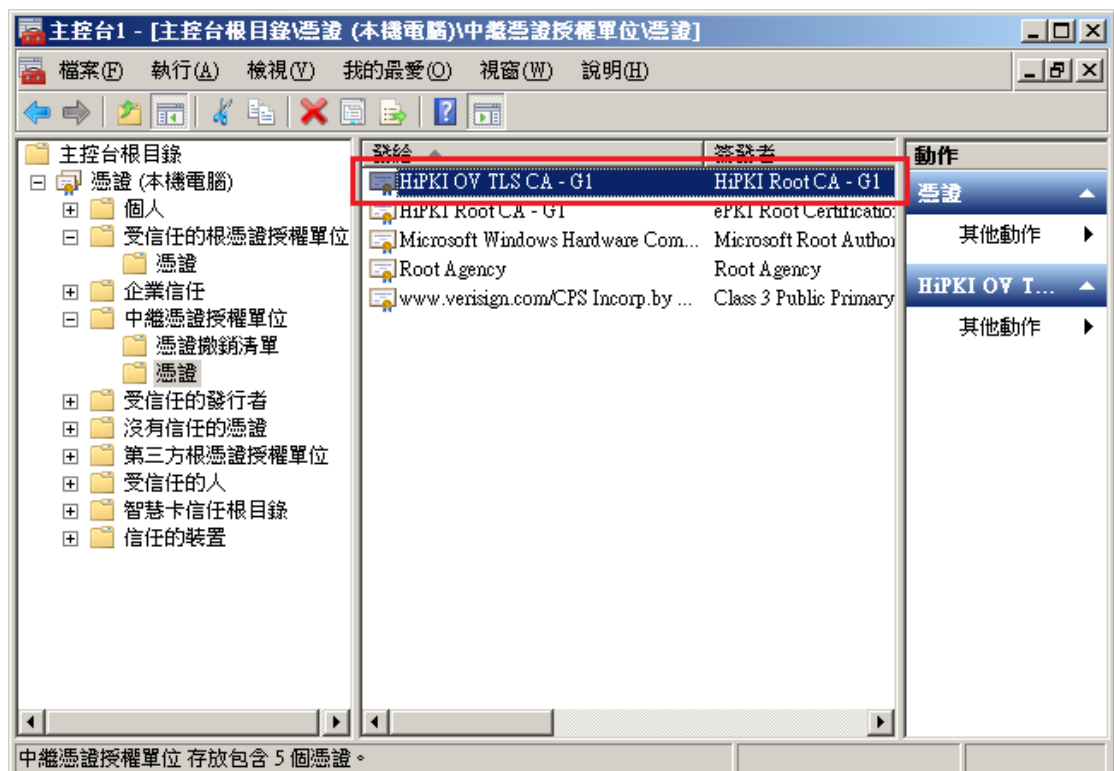 主控台1 - [主控台根目錄\憑證 (本機電腦)\中繼憑證授權單位\憑證]
檔案(F) 執行(A) 檢視(V) 我的最愛(O) 視窗(W) 說明(H)
主控台根目錄
憑證 (本機電腦)
個人
受信任的根憑證授權單位
憑證
企業信任
中繼憑證授權單位
憑證撤銷清單
憑證
受信任的發行者
沒有信任的憑證
第三方根憑證授權單位
受信任的人
智慧卡信任根目錄
信任的裝置
發給 簽發者
HiPKI OV TLS CA - G1 HiPKI Root CA - G1
HiPKI Root CA - G1 ePKI Root Certificatio
Microsoft Windows Hardware Com... Microsoft Root Author
Root Agency Root Agency
www.verisign.com/CPS Incorp.by ... Class 3 Public Primary
動作
憑證
其他動作
HiPKI OV T...
其他動作
中繼憑證授權單位 存放包含 5 個憑證。